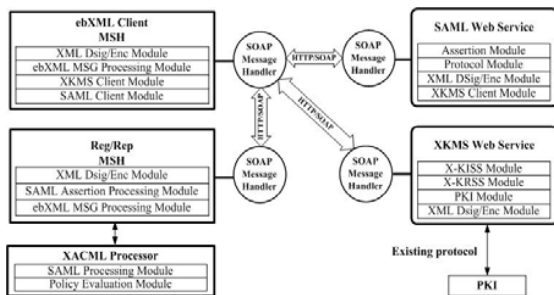 ebXML Client
MSH
XML Dsig/Enc Module
ebXML MSG Processing Module
XKMS Client Module
SAML Client Module
SOAP
Message
Handler
HTTP/SOAP
SOAP
Message
Handler
SAML Web Service
Assertion Module
Protocol Module
XML DSig/Enc Module
XKMS Client Module
HTTP/SOAP
HTTP/SOAP
Reg/Rep
MSH
XML Dsig/Enc Module
SAML Assertion Processing Module
ebXML MSG Processing Module
SOAP
Message
Handler
SOAP
Message
Handler
XKMS Web Service
X-KISS Module
X-KRSS Module
PKI Module
XML Dsig/Enc Module
XACML Processor
SAML Processing Module
Policy Evaluation Module
Existing protocol
PKI